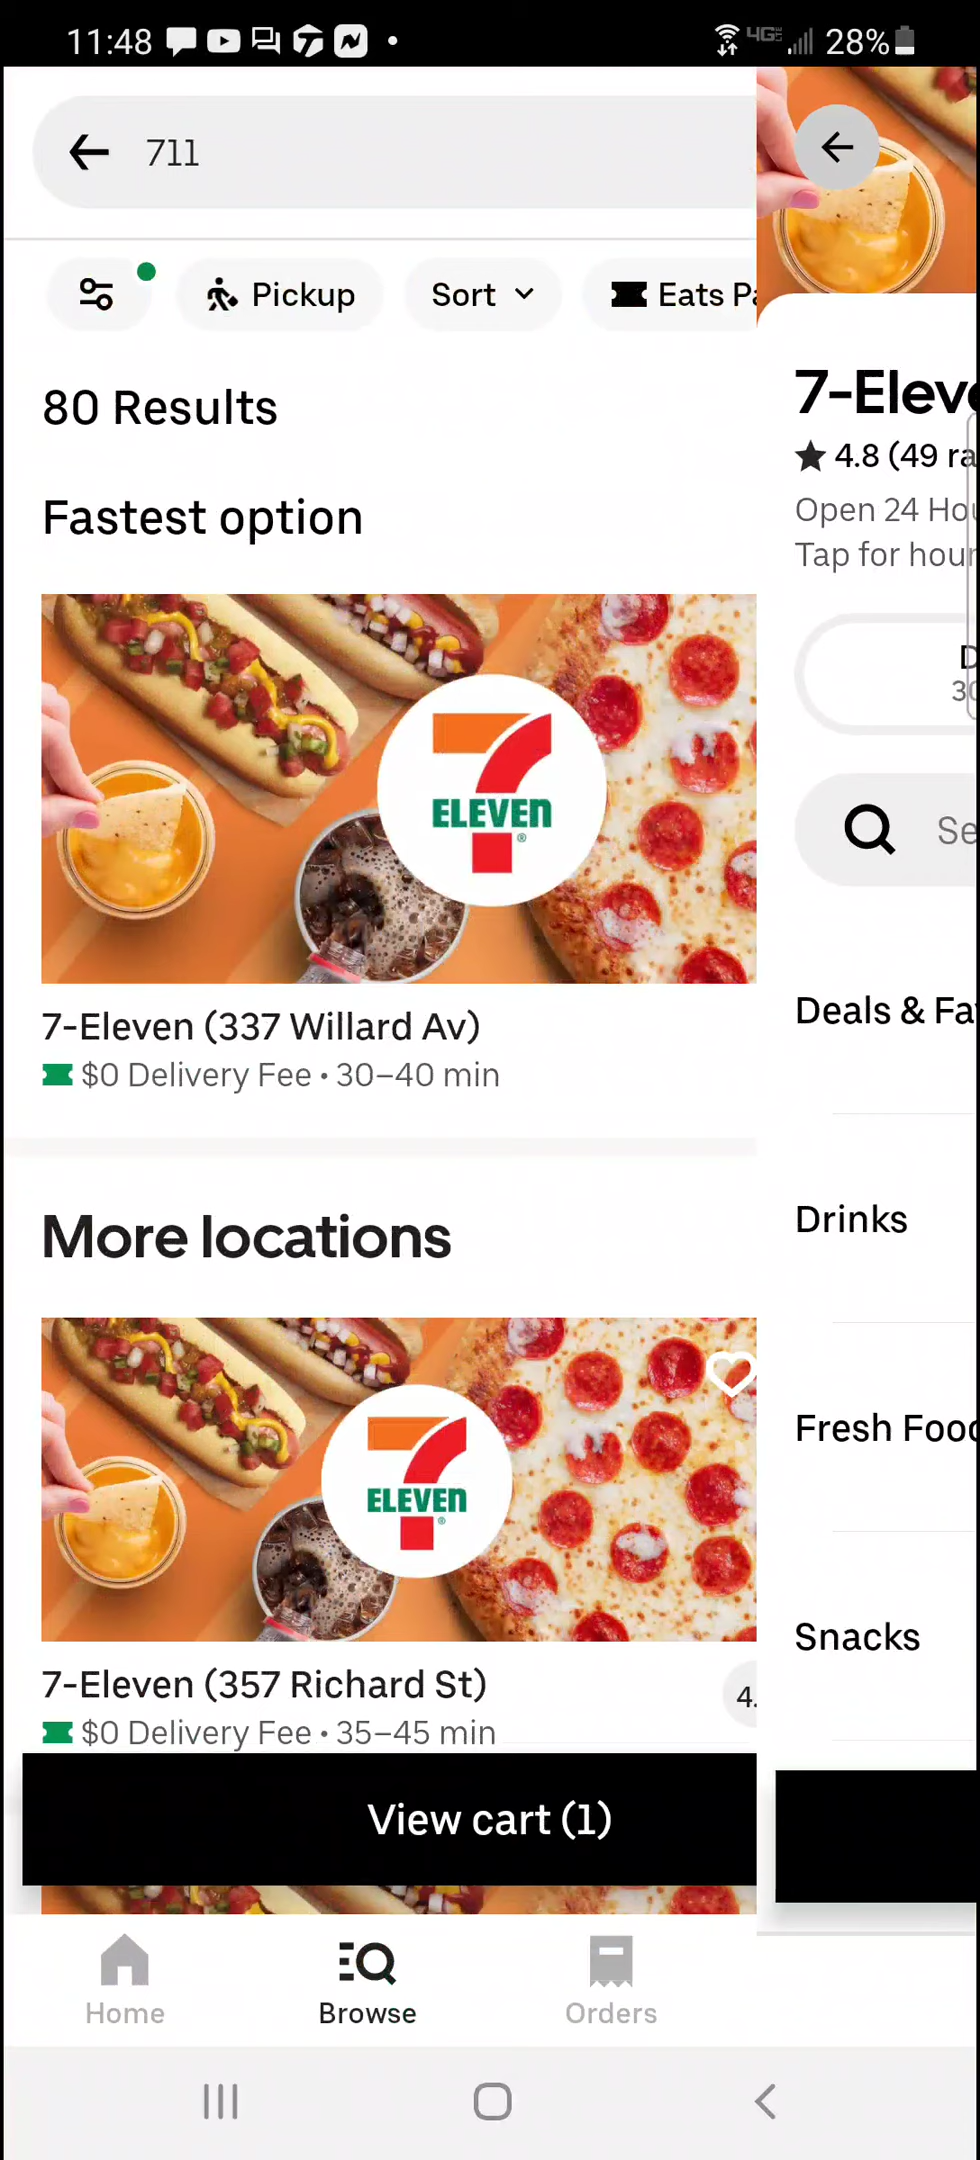 11:48
4G
28%
711
Pickup
Sort
Eats
80 Results
Fastest option
7
ELEVEN
®
7-Eleven (337 Willard Av)
$0 Delivery Fee • 30–40 min
More locations
7
ELEVEN
®
7-Eleven (357 Richard St)
4.
$0 Delivery Fee • 35–45 min
View cart (1)
Home
Browse
Orders
7-Eleve
4.8 (49 ra
Open 24 Hou
Tap for hour
Deals & Fa
Drinks
Fresh Food
Snacks